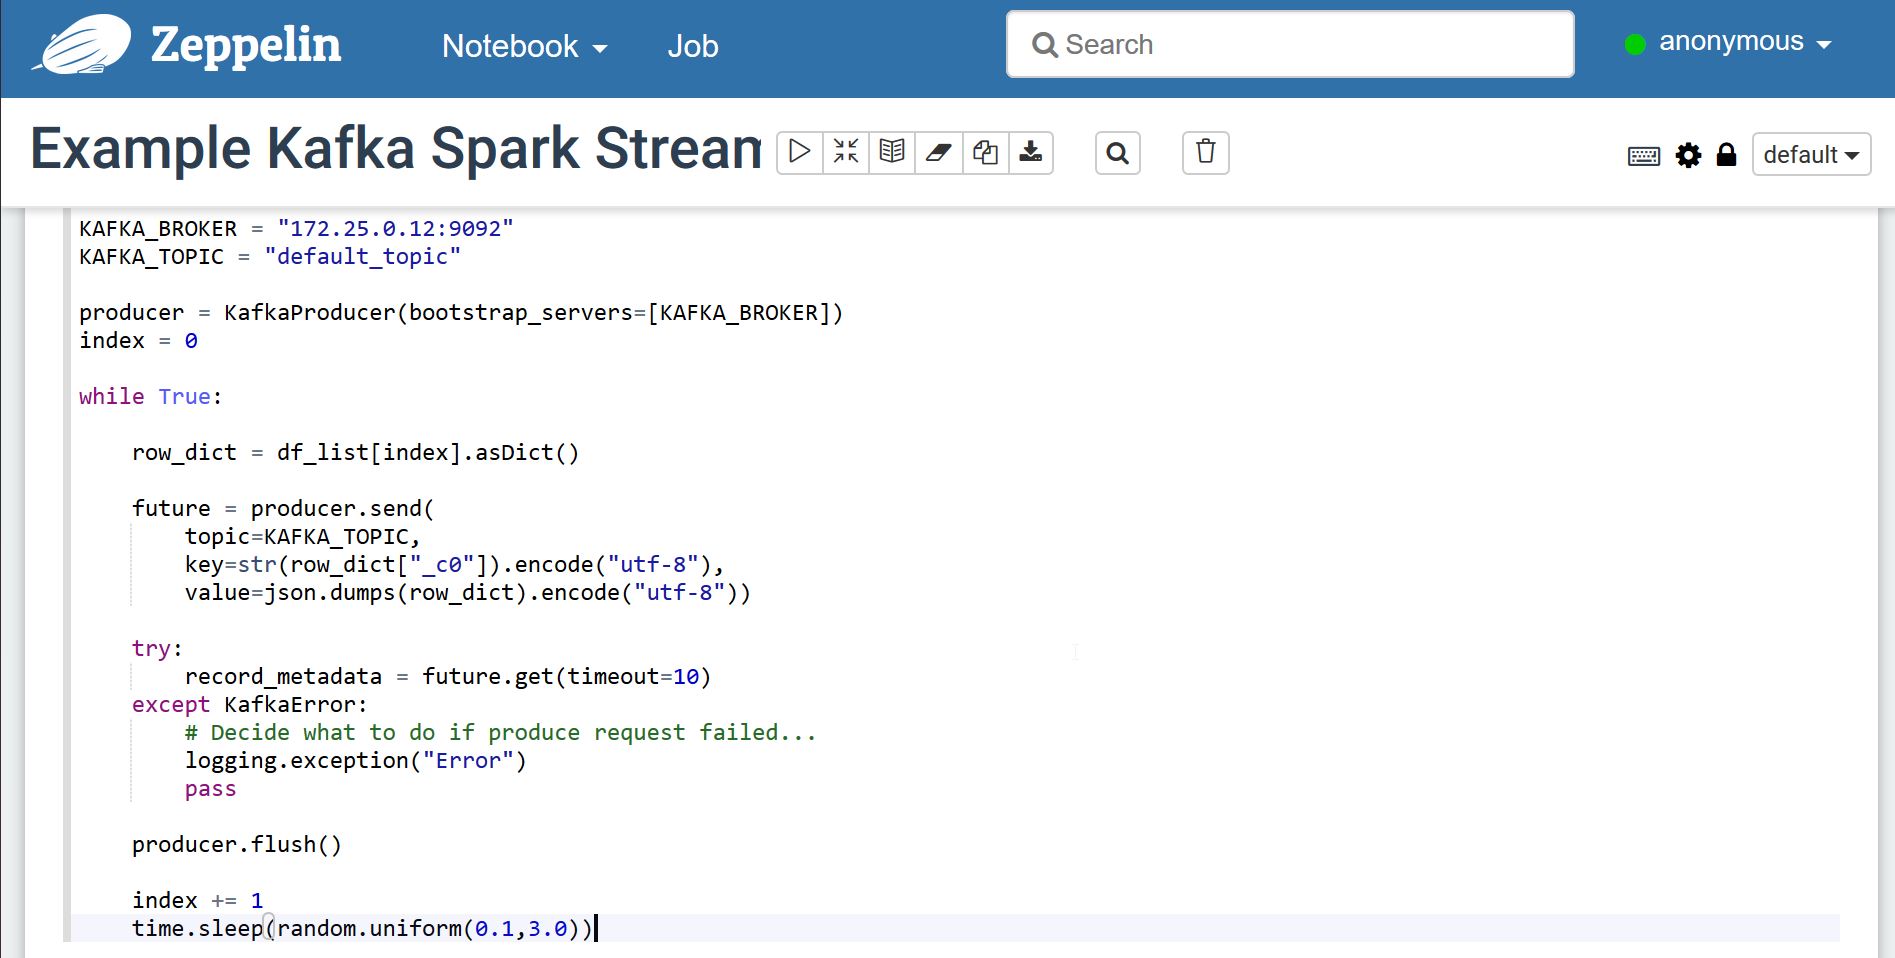 Zeppelin Notebook Job Search anonymous
Example Kafka Spark Stream default
KAFKA_BROKER = "172.25.0.12:9092"
KAFKA_TOPIC = "default_topic"
producer = KafkaProducer(bootstrap_servers=[KAFKA_BROKER])
index = 0
while True:
    row_dict = df_list[index].asDict()
    future = producer.send(
        topic=KAFKA_TOPIC,
        key=str(row_dict["_c0"]).encode("utf-8"),
        value=json.dumps(row_dict).encode("utf-8"))
    try:
        record_metadata = future.get(timeout=10)
    except KafkaError:
        # Decide what to do if produce request failed...
        logging.exception("Error")
        pass
    producer.flush()
    index += 1
    time.sleep(random.uniform(0.1,3.0))